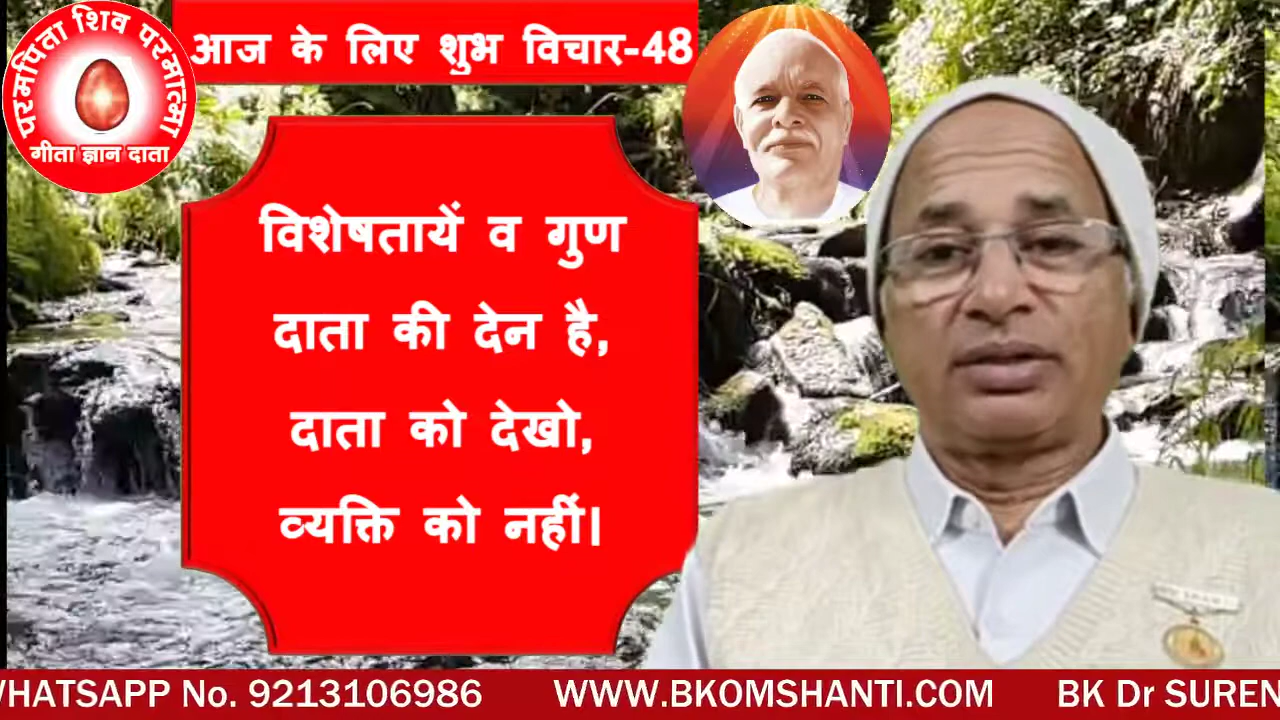 परमपिता शिव परमात्मा
गीता ज्ञान दाता
आज के लिए शुभ विचार-48
विशेषतायें व गुण
दाता की देन है,
दाता को देखो,
व्यक्ति को नहीं।
WHATSAPP No. 9213106986 WWW.BKOMSHANTI.COM BK Dr SUREN